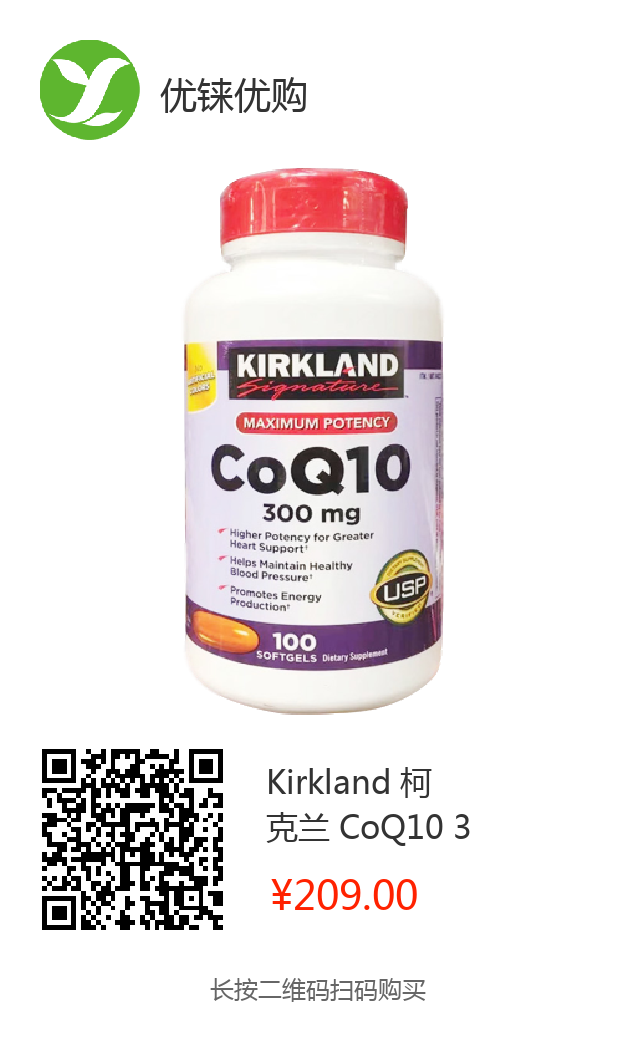 优铼优购
KIRKLAND
Signature
MAXIMUM POTENCY
CoQ10
300 mg
Higher Potency for Greater
Heart Support†
Helps Maintain Healthy
Blood Pressure†
Promotes Energy
Production†
USP
100
SOFTGELS Dietary Supplement
Kirkland 柯
克兰 CoQ10 3
¥209.00
长按二维码扫码购买